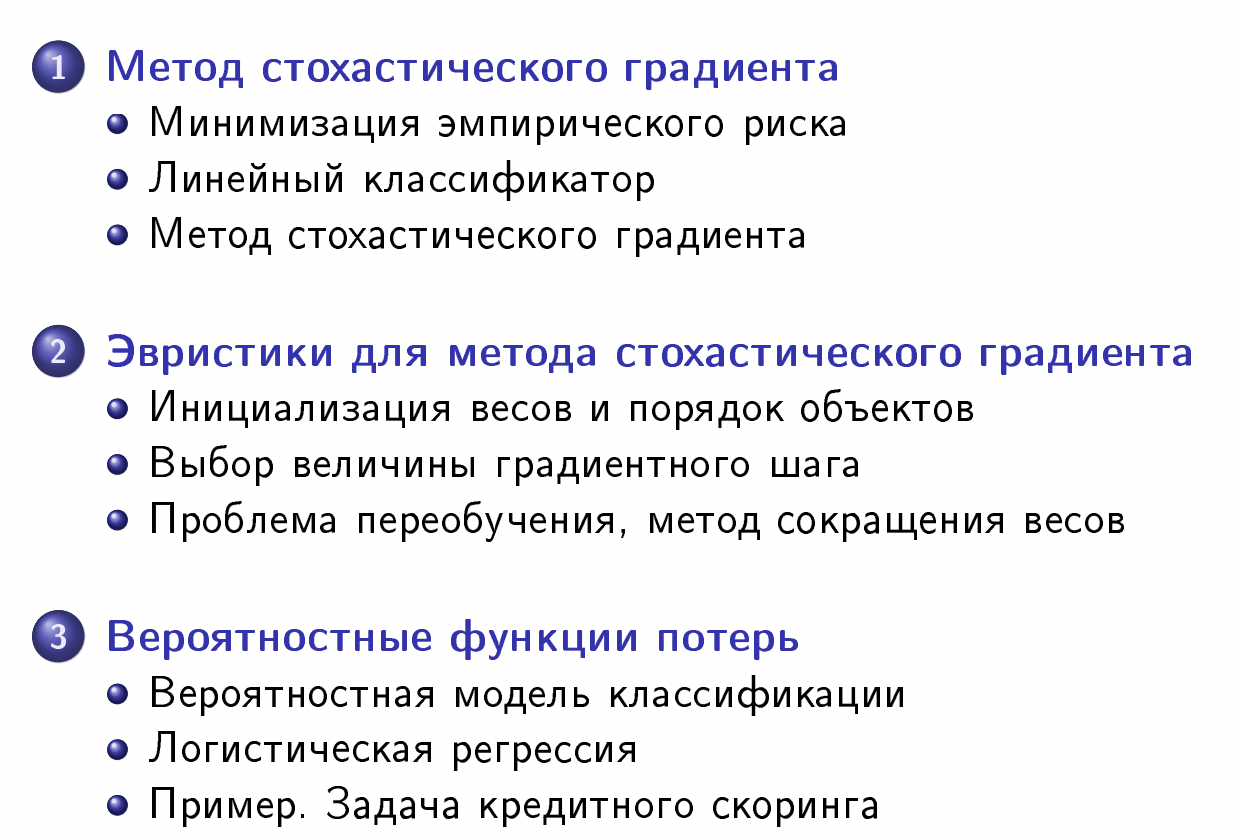 1 Метод стохастического градиента
Минимизация эмпирического риска
Линейный классификатор
Метод стохастического градиента
2 Эвристики для метода стохастического градиента
Инициализация весов и порядок объектов
Выбор величины градиентного шага
Проблема переобучения, метод сокращения весов
3 Вероятностные функции потерь
Вероятностная модель классификации
Логистическая регрессия
Пример. Задача кредитного скоринга